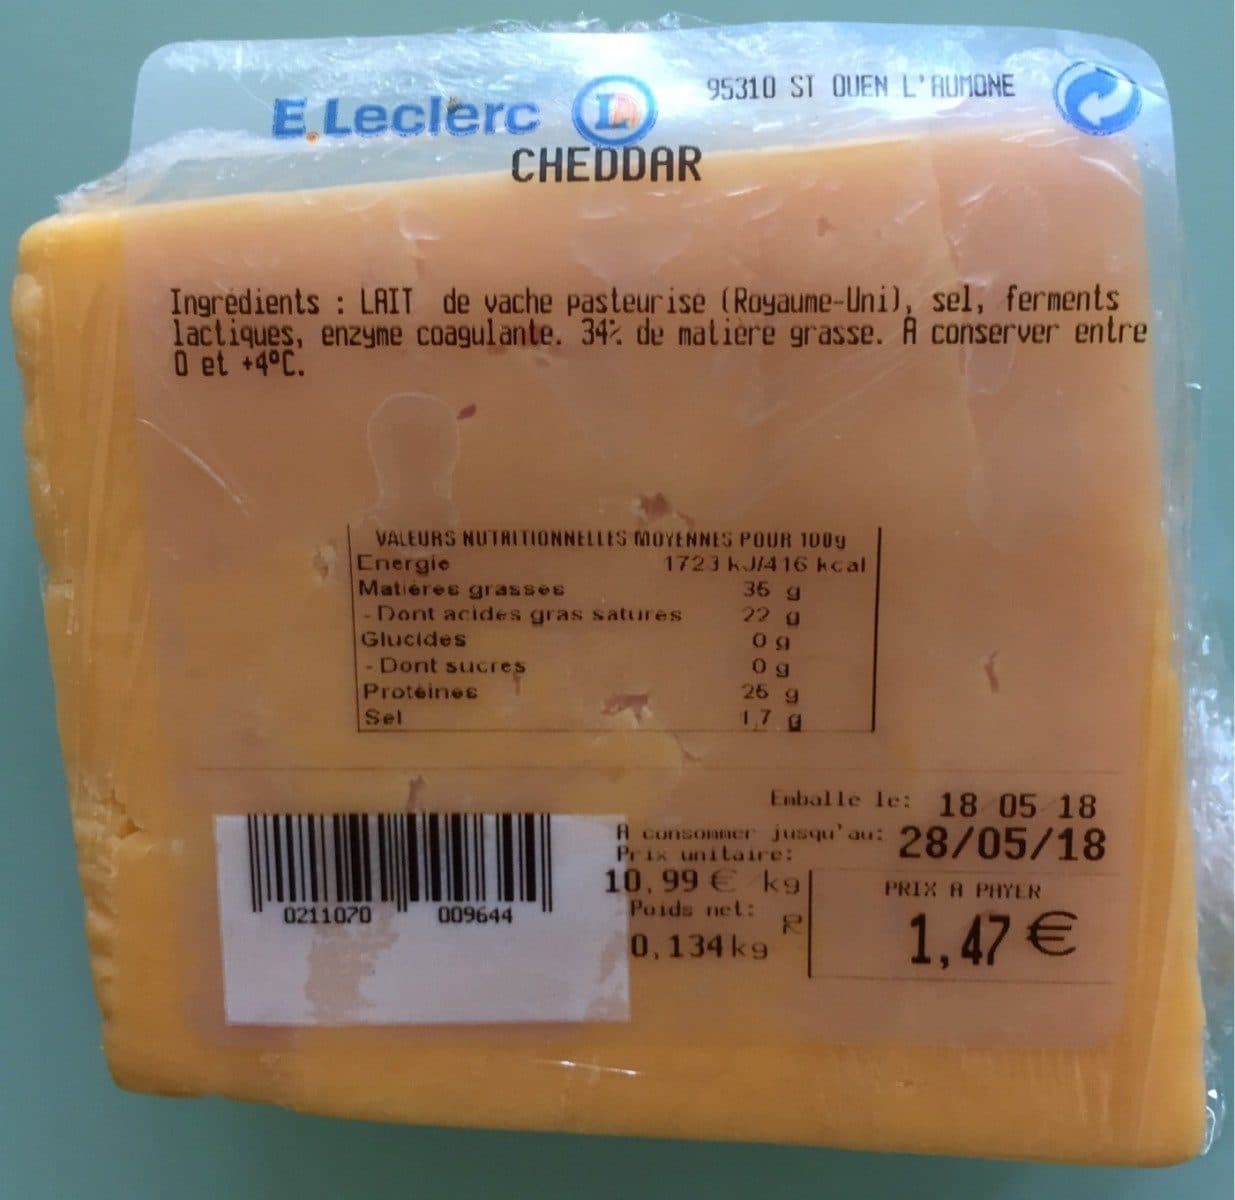 E.Leclerc L
95310 ST OUEN L'AUMONE
CHEDDAR
Ingrédients : LAIT de vache pasteurisé (Royaume-Uni), sel, ferments
lactiques, enzyme coagulante. 34% de matière grasse. A conserver entre
0 et +4°C.
VALEURS NUTRITIONNELLES MOYENNES POUR 100g
Energie 1723 kJ/416 kcal
Matières grasses 35 g
- Dont acides gras saturés 22 g
Glucides 0 g
- Dont sucres 0 g
Protéines 25 g
Sel 1,7 g
Emballe le: 18 05 18
A consommer jusqu'au: 28/05/18
Prix unitaire:
10,99 € kg
PRIX A PAYER
Poids net:
R
0,134kg
1,47 €
0211070 009644